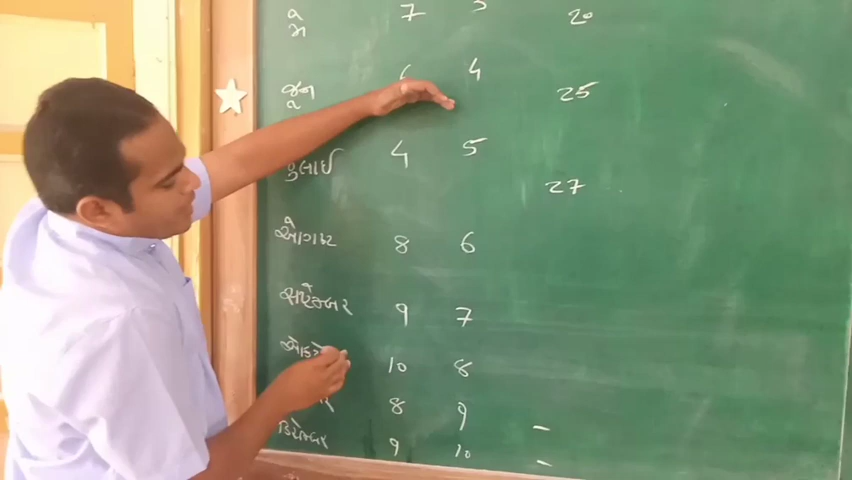 મે 7 3 20
જૂન 6 4 25
જુલાઈ 4 5 27
ઓગષ્ટ 8 6
સપ્ટેમ્બર 9 7
10 8
8 9 -
ડિસેમ્બર 9 10 -